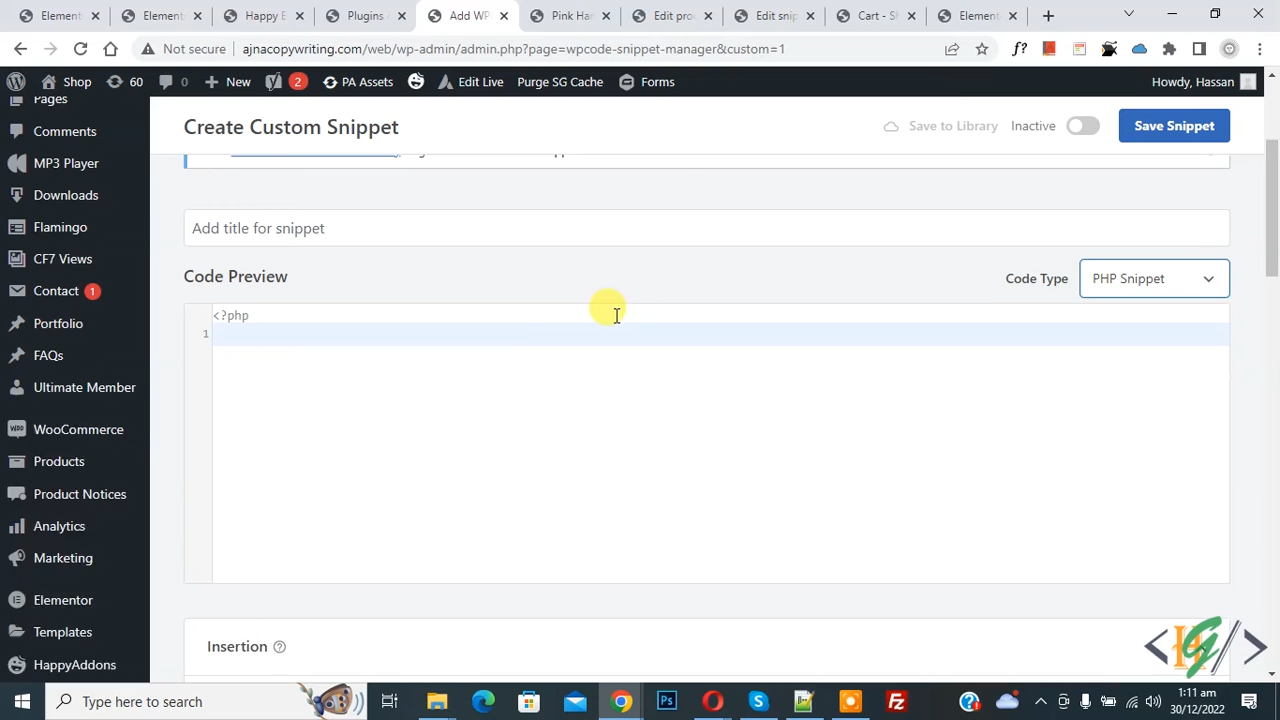 Element
Element
Happy E
Plugins
Add WP
Pink Ha
Edit pro
Edit snip
Cart - S
Element
Not secure
ajnacopywriting.com/web/wp-admin/admin.php?page=wpcode-snippet-manager&custom=1
Shop
60
0
New
2
PA Assets
Edit Live
Purge SG Cache
Forms
Howdy, Hassan
Pages
Comments
MP3 Player
Downloads
Flamingo
CF7 Views
Contact 1
Portfolio
FAQs
Ultimate Member
WooCommerce
Products
Product Notices
Analytics
Marketing
Elementor
Templates
HappyAddons
Create Custom Snippet
Save to Library
Inactive
Save Snippet
Add title for snippet
Code Preview
Code Type
PHP Snippet
<?php
1
Insertion
<HG/>
Type here to search
Ps
1:11 am
30/12/2022